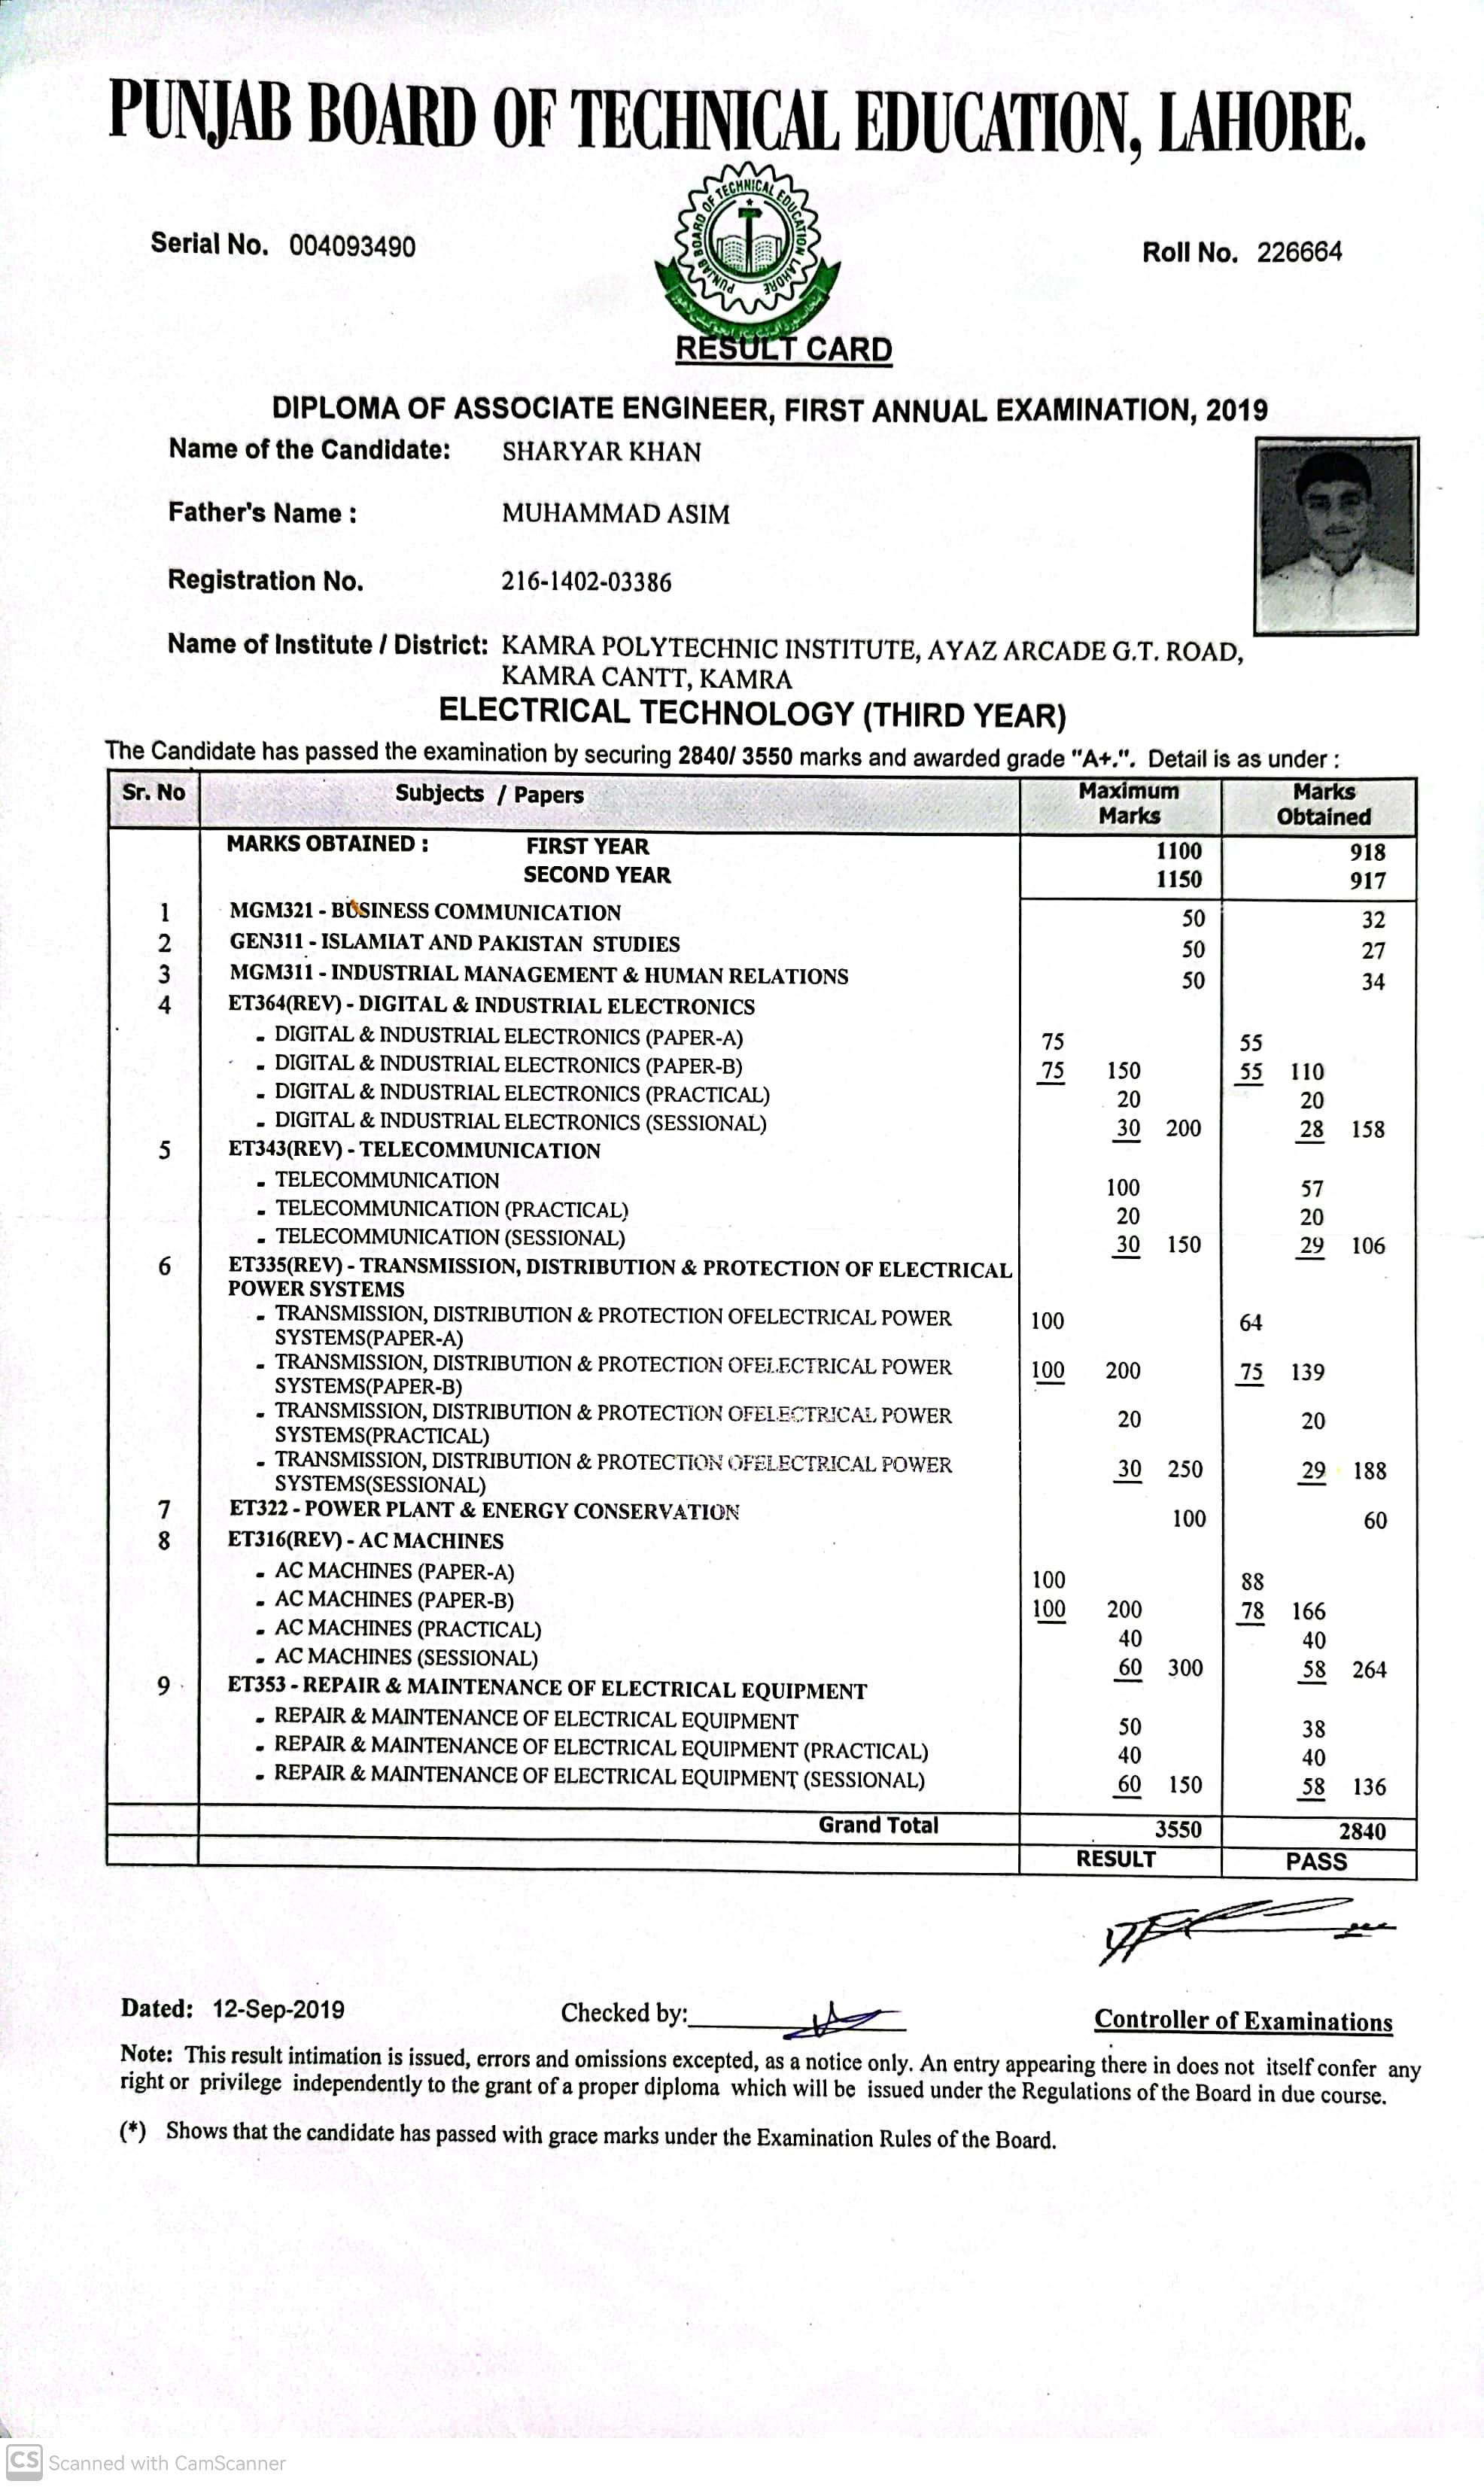 PUNJAB BOARD OF TECHNICAL EDUCATION, LAHORE.
PUNJAB BOARD OF TECHNICAL EDUCATION LAHORE
Serial No. 004093490
Roll No. 226664
RESULT CARD
DIPLOMA OF ASSOCIATE ENGINEER, FIRST ANNUAL EXAMINATION, 2019
Name of the Candidate: SHARYAR KHAN
Father's Name : MUHAMMAD ASIM
Registration No. 216-1402-03386
Name of Institute / District: KAMRA POLYTECHNIC INSTITUTE, AYAZ ARCADE G.T. ROAD,
KAMRA CANTT, KAMRA
ELECTRICAL TECHNOLOGY (THIRD YEAR)
The Candidate has passed the examination by securing 2840/ 3550 marks and awarded grade "A+.". Detail is as under :
Sr. No Subjects / Papers Maximum Marks Marks Obtained
MARKS OBTAINED : FIRST YEAR 1100 918
SECOND YEAR 1150 917
1 MGM321 - BUSINESS COMMUNICATION 50 32
2 GEN311 - ISLAMIAT AND PAKISTAN STUDIES 50 27
3 MGM311 - INDUSTRIAL MANAGEMENT & HUMAN RELATIONS 50 34
4 ET364(REV) - DIGITAL & INDUSTRIAL ELECTRONICS
- DIGITAL & INDUSTRIAL ELECTRONICS (PAPER-A) 75 55
- DIGITAL & INDUSTRIAL ELECTRONICS (PAPER-B) 75 150 55 110
- DIGITAL & INDUSTRIAL ELECTRONICS (PRACTICAL) 20 20
- DIGITAL & INDUSTRIAL ELECTRONICS (SESSIONAL) 30 200 28 158
5 ET343(REV) - TELECOMMUNICATION
- TELECOMMUNICATION 100 57
- TELECOMMUNICATION (PRACTICAL) 20 20
- TELECOMMUNICATION (SESSIONAL) 30 150 29 106
6 ET335(REV) - TRANSMISSION, DISTRIBUTION & PROTECTION OF ELECTRICAL
POWER SYSTEMS
- TRANSMISSION, DISTRIBUTION & PROTECTION OFELECTRICAL POWER 100 64
SYSTEMS(PAPER-A)
- TRANSMISSION, DISTRIBUTION & PROTECTION OFELECTRICAL POWER 100 200 75 139
SYSTEMS(PAPER-B)
- TRANSMISSION, DISTRIBUTION & PROTECTION OFELECTRICAL POWER 20 20
SYSTEMS(PRACTICAL)
- TRANSMISSION, DISTRIBUTION & PROTECTION OFELECTRICAL POWER 30 250 29 188
SYSTEMS(SESSIONAL)
7 ET322 - POWER PLANT & ENERGY CONSERVATION 100 60
8 ET316(REV) - AC MACHINES
- AC MACHINES (PAPER-A) 100 88
- AC MACHINES (PAPER-B) 100 200 78 166
- AC MACHINES (PRACTICAL) 40 40
- AC MACHINES (SESSIONAL) 60 300 58 264
9 ET353 - REPAIR & MAINTENANCE OF ELECTRICAL EQUIPMENT
- REPAIR & MAINTENANCE OF ELECTRICAL EQUIPMENT 50 38
- REPAIR & MAINTENANCE OF ELECTRICAL EQUIPMENT (PRACTICAL) 40 40
- REPAIR & MAINTENANCE OF ELECTRICAL EQUIPMENT (SESSIONAL) 60 150 58 136
Grand Total 3550 2840
RESULT PASS
Dated: 12-Sep-2019 Checked by: Controller of Examinations
Note: This result intimation is issued, errors and omissions excepted, as a notice only. An entry appearing there in does not itself confer any
right or privilege independently to the grant of a proper diploma which will be issued under the Regulations of the Board in due course.
(*) Shows that the candidate has passed with grace marks under the Examination Rules of the Board.
CS Scanned with CamScanner